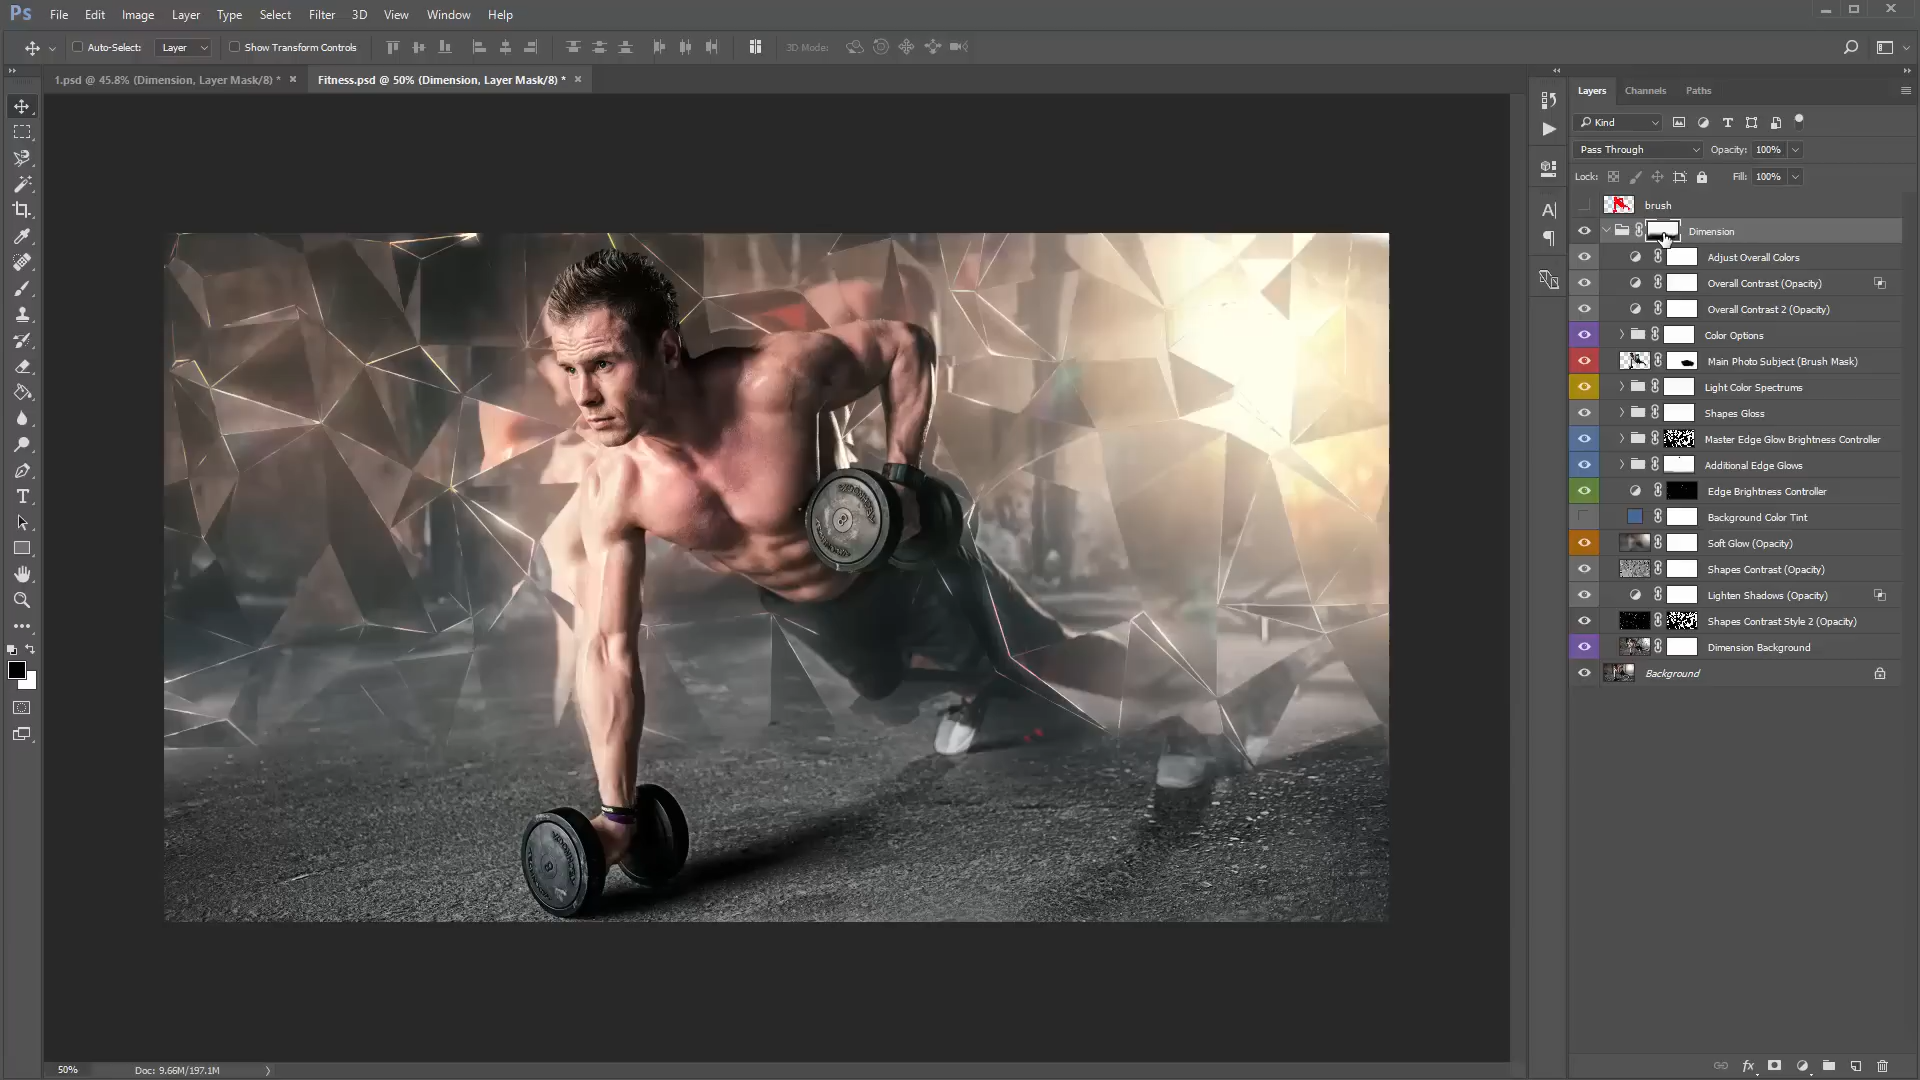 Ps File Edit Image Layer Type Select Filter 3D View Window Help
Auto-Select: Layer Show Transform Controls 3D Mode:
1.psd @ 45.8% (Dimension, Layer Mask/8) * Fitness.psd @ 50% (Dimension, Layer Mask/8) *
Layers Channels Paths
Kind
Pass Through Opacity: 100%
Lock: Fill: 100%
brush
Dimension
Adjust Overall Colors
Overall Contrast (Opacity)
Overall Contrast 2 (Opacity)
Color Options
Main Photo Subject (Brush Mask)
Light Color Spectrums
Shapes Gloss
Master Edge Glow Brightness Controller
Additional Edge Glows
Edge Brightness Controller
Background Color Tint
Soft Glow (Opacity)
Shapes Contrast (Opacity)
Lighten Shadows (Opacity)
Shapes Contrast Style 2 (Opacity)
Dimension Background
Background
8
8
50% Doc: 9.66M/197.1M